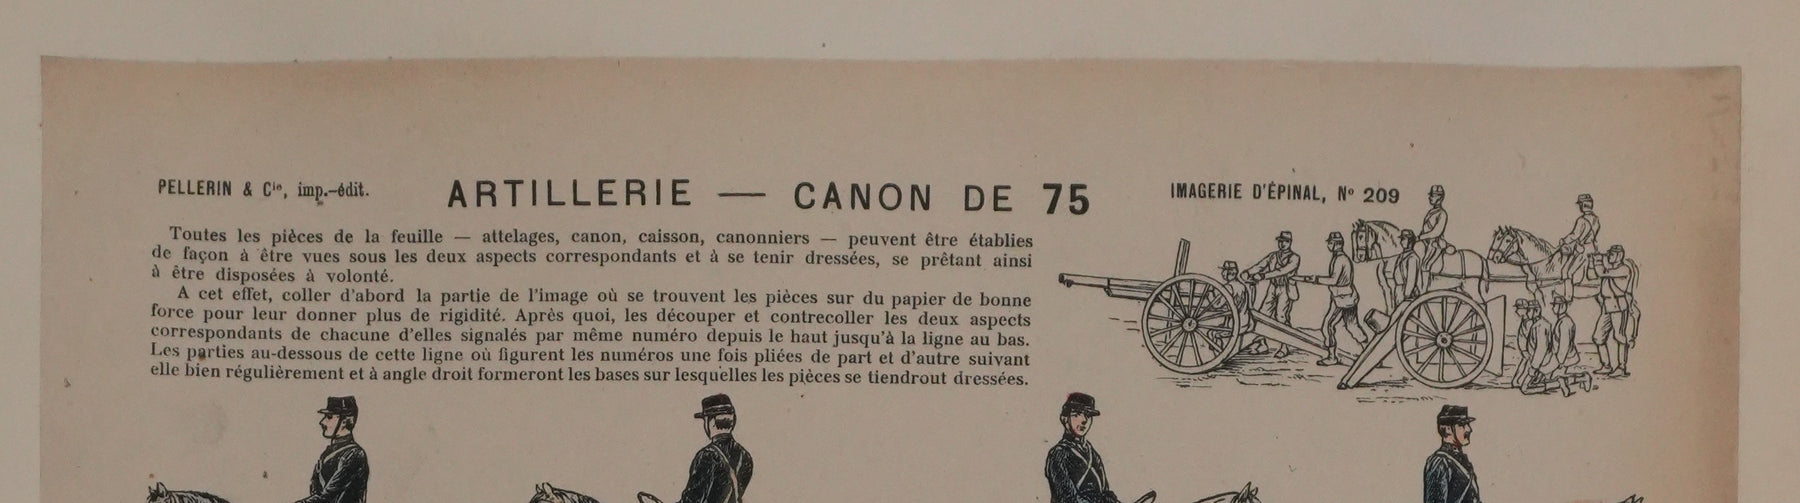 PELLERIN & Cie, imp.-édit.
ARTILLERIE — CANON DE 75
IMAGERIE D'ÉPINAL, No 209
Toutes les pièces de la feuille — attelages, canon, caisson, canonniers — peuvent être établies
de façon à être vues sous les deux aspects correspondants et à se tenir dressées, se prêtant ainsi
à être disposées à volonté.
A cet effet, coller d'abord la partie de l'image où se trouvent les pièces sur du papier de bonne
force pour leur donner plus de rigidité. Après quoi, les découper et contrecoller les deux aspects
correspondants de chacune d'elles signalés par même numéro depuis le haut jusqu'à la ligne au bas.
Les parties au-dessous de cette ligne où figurent les numéros une fois pliées de part et d'autre suivant
elle bien régulièrement et à angle droit formeront les bases sur lesquelles les pièces se tiendrout dressées.